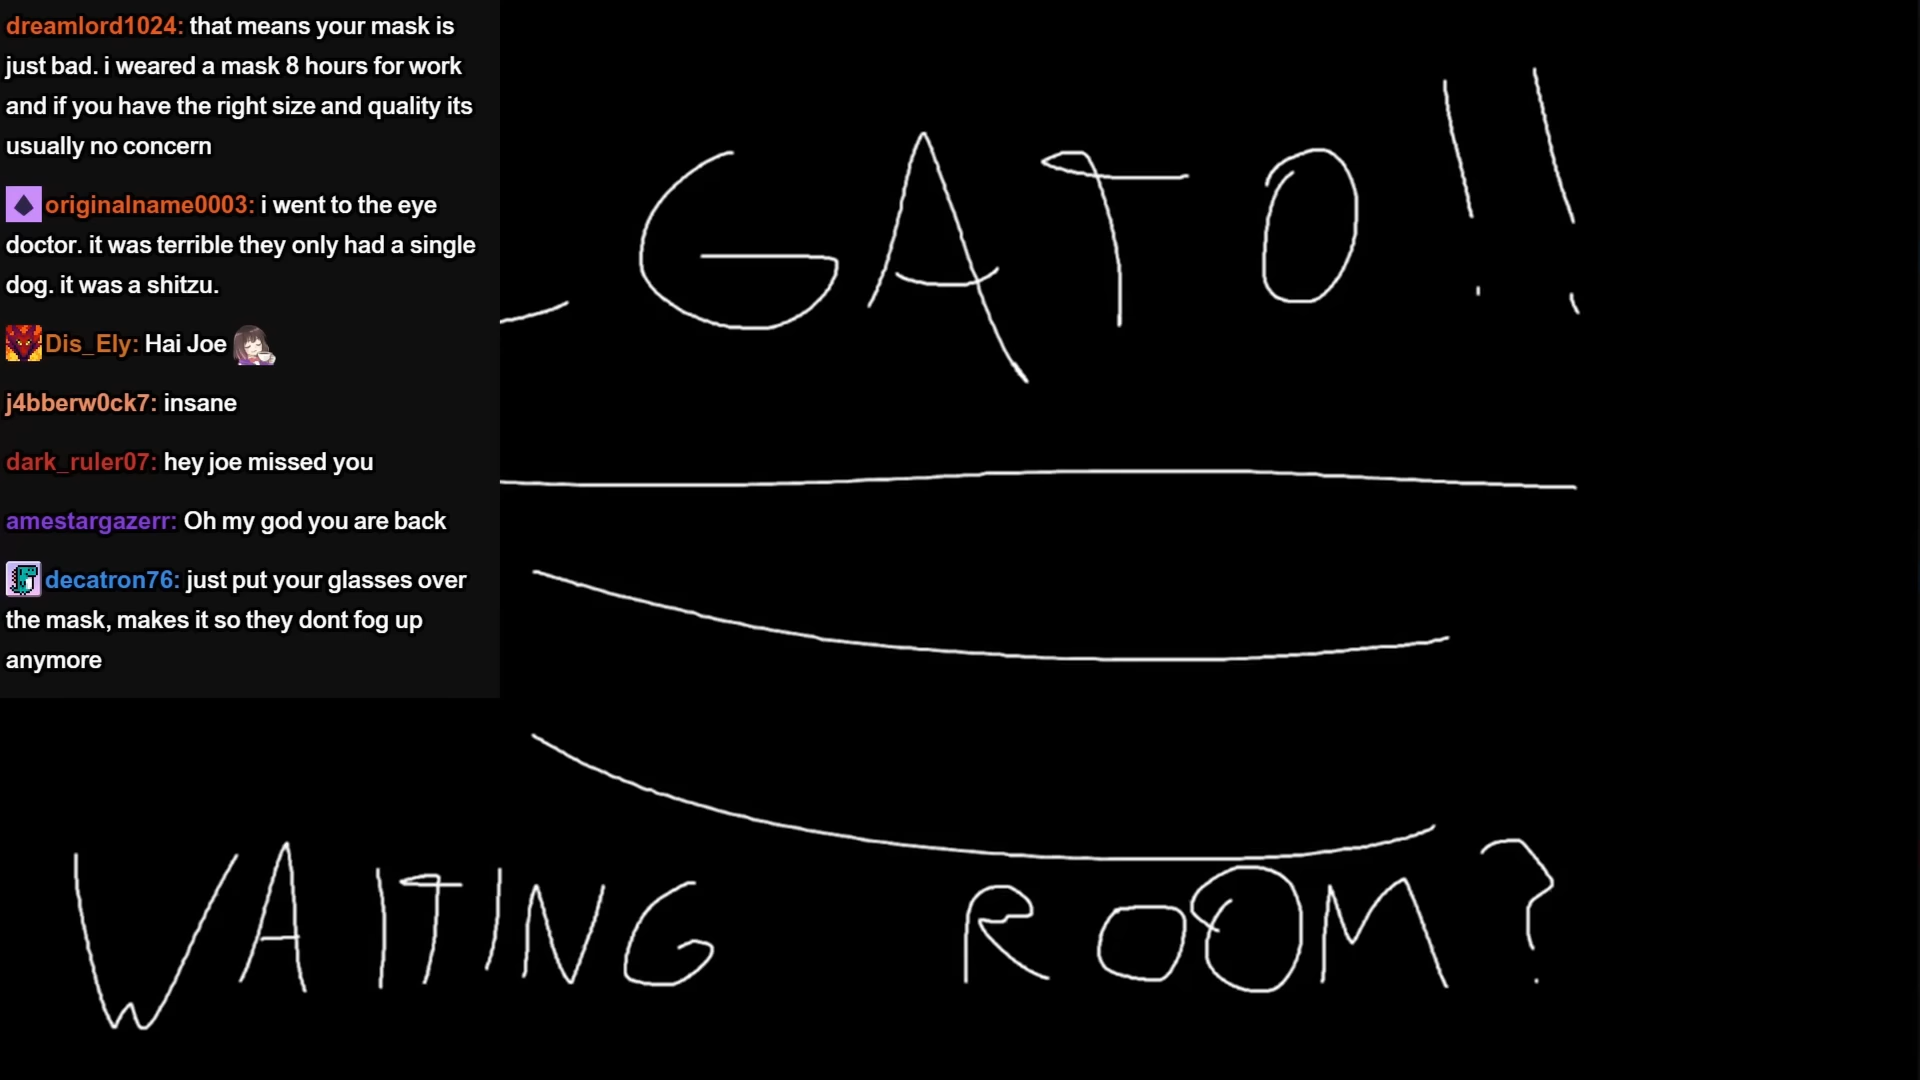 dreamlord1024: that means your mask is
just bad. i weared a mask 8 hours for work
and if you have the right size and quality its
usually no concern
originalname0003: i went to the eye
doctor. it was terrible they only had a single
dog. it was a shitzu.
Dis_Ely: Hai Joe
j4bberw0ck7: insane
dark_ruler07: hey joe missed you
amestargazerr: Oh my god you are back
decatron76: just put your glasses over
the mask, makes it so they dont fog up
anymore
GATO!!
WAITING ROOM?